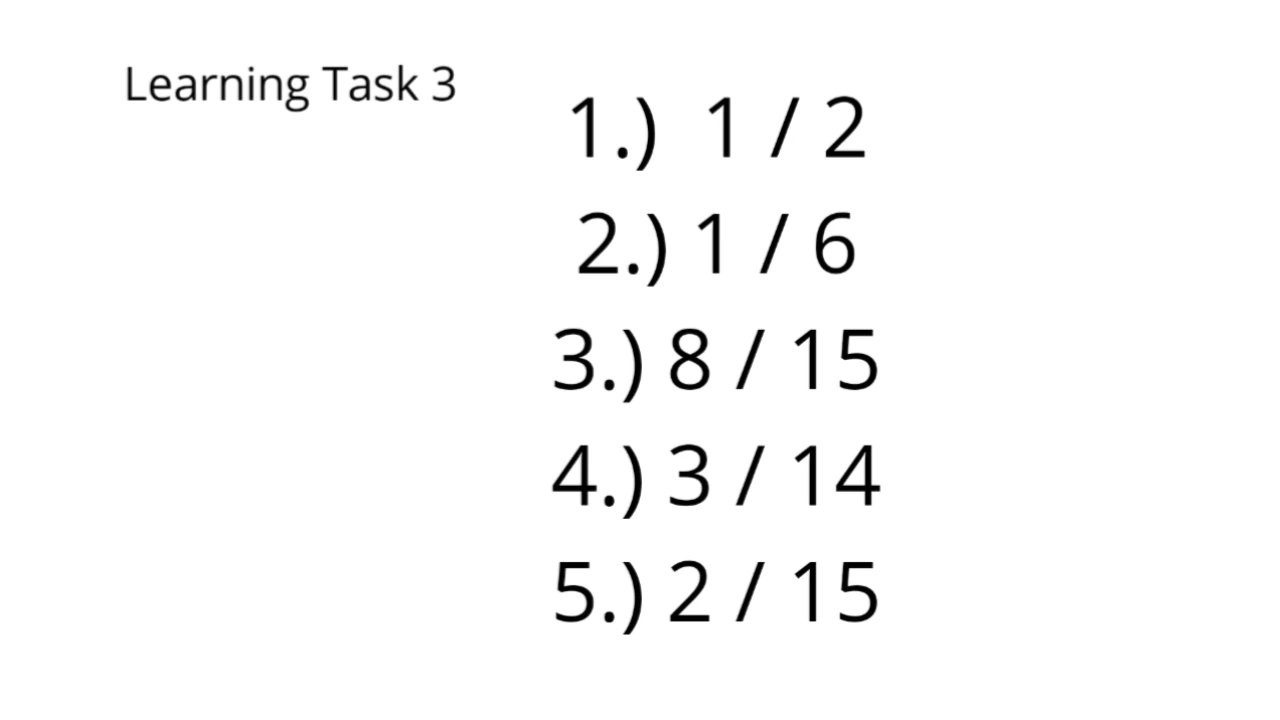 Learning Task 3
1.) 1 / 2
2.) 1 / 6
3.) 8 / 15
4.) 3 / 14
5.) 2 / 15